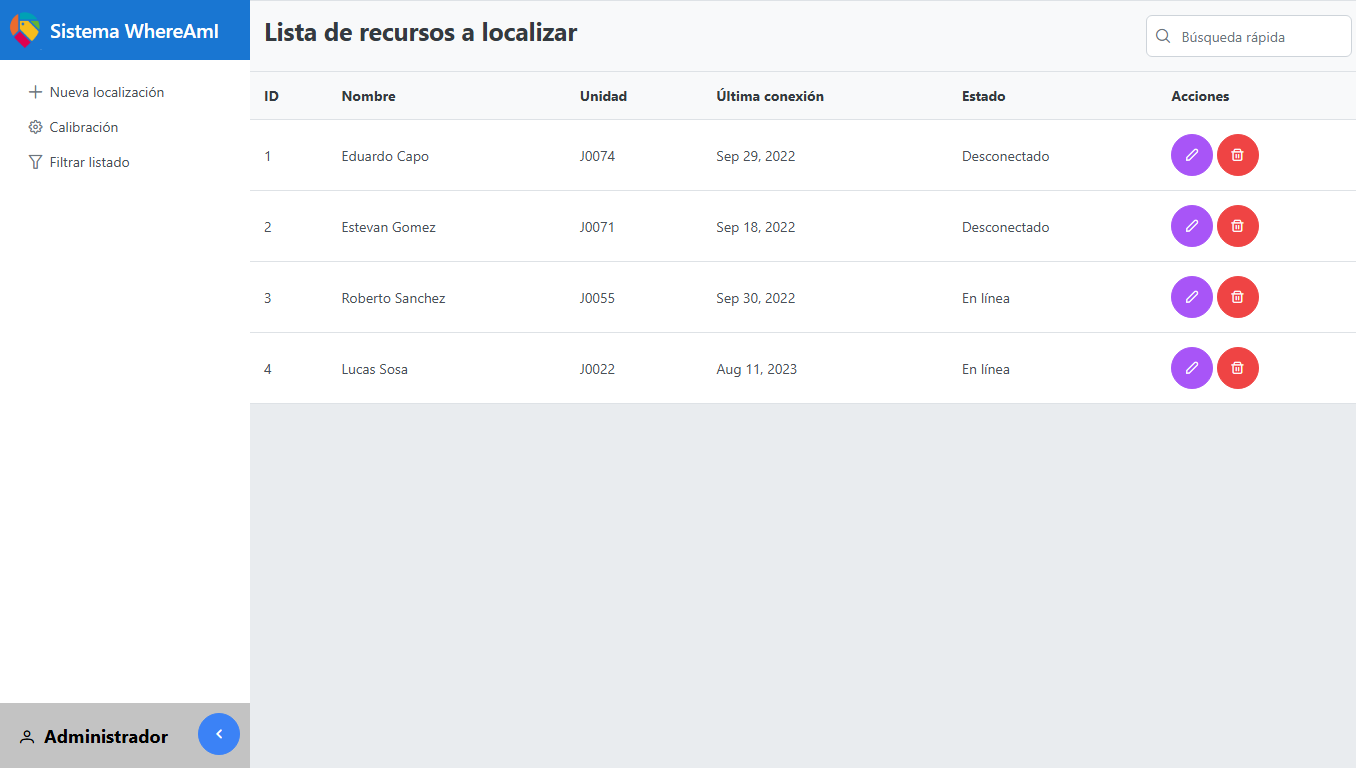 Sistema WhereAmI
Lista de recursos a localizar
Búsqueda rápida
Nueva localización
Calibración
Filtrar listado
ID Nombre Unidad Última conexión Estado Acciones
1 Eduardo Capo J0074 Sep 29, 2022 Desconectado
2 Estevan Gomez J0071 Sep 18, 2022 Desconectado
3 Roberto Sanchez J0055 Sep 30, 2022 En línea
4 Lucas Sosa J0022 Aug 11, 2023 En línea
Administrador